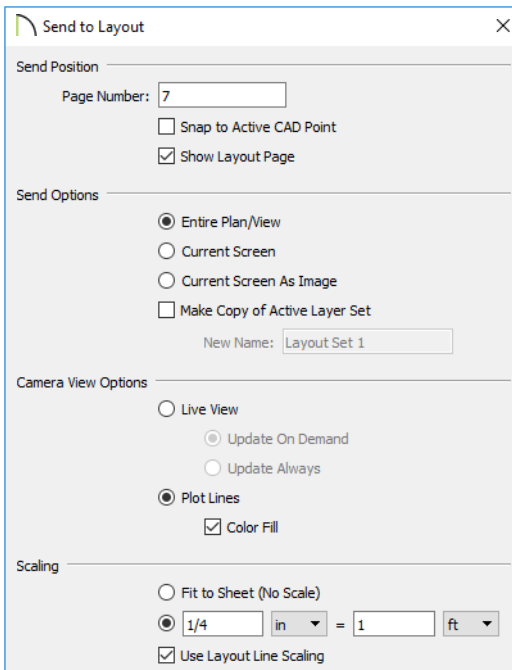 Send to Layout
Send Position
Page Number: 7
Snap to Active CAD Point
Show Layout Page
Send Options
Entire Plan/View
Current Screen
Current Screen As Image
Make Copy of Active Layer Set
New Name: Layout Set 1
Camera View Options
Live View
Update On Demand
Update Always
Plot Lines
Color Fill
Scaling
Fit to Sheet (No Scale)
1/4 in = 1 ft
Use Layout Line Scaling